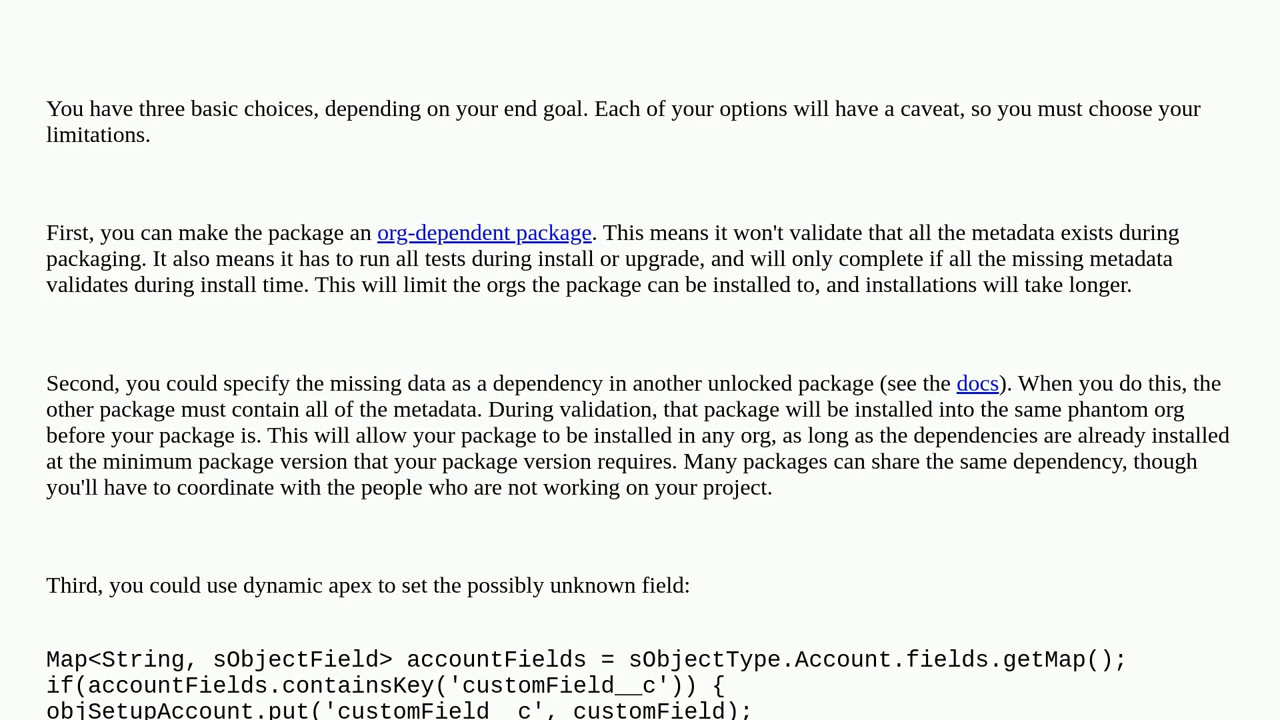 You have three basic choices, depending on your end goal. Each of your options will have a caveat, so you must choose your
limitations.
First, you can make the package an org-dependent package. This means it won't validate that all the metadata exists during
packaging. It also means it has to run all tests during install or upgrade, and will only complete if all the missing metadata
validates during install time. This will limit the orgs the package can be installed to, and installations will take longer.
Second, you could specify the missing data as a dependency in another unlocked package (see the docs). When you do this, the
other package must contain all of the metadata. During validation, that package will be installed into the same phantom org
before your package is. This will allow your package to be installed in any org, as long as the dependencies are already installed
at the minimum package version that your package version requires. Many packages can share the same dependency, though
you'll have to coordinate with the people who are not working on your project.
Third, you could use dynamic apex to set the possibly unknown field:
Map<String, sObjectField> accountFields = sObjectType.Account.fields.getMap();
if(accountFields.containsKey('customField__c')) {
objSetupAccount.put('customField__c', customField);